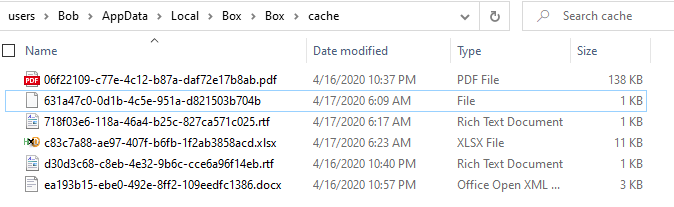 users > Bob > AppData > Local > Box > Box > cache Search cache
Name Date modified Type Size
PDF 06f22109-c77e-4c12-b87a-daf72e17b8ab.pdf 4/16/2020 10:37 PM PDF File 138 KB
631a47c0-0d1b-4c5e-951a-d821503b704b 4/17/2020 6:09 AM File 1 KB
718f03e6-118a-46a4-b25c-827ca571c025.rtf 4/17/2020 6:17 AM Rich Text Document 1 KB
c83c7a88-ae97-407f-b6fb-1f2ab3858acd.xlsx 4/17/2020 6:23 AM XLSX File 11 KB
d30d3c68-c8eb-4e32-9b6c-cce6a96f14eb.rtf 4/16/2020 10:40 PM Rich Text Document 1 KB
ea193b15-ebe0-492e-8ff2-109eedfc1386.docx 4/16/2020 10:57 PM Office Open XML ... 3 KB